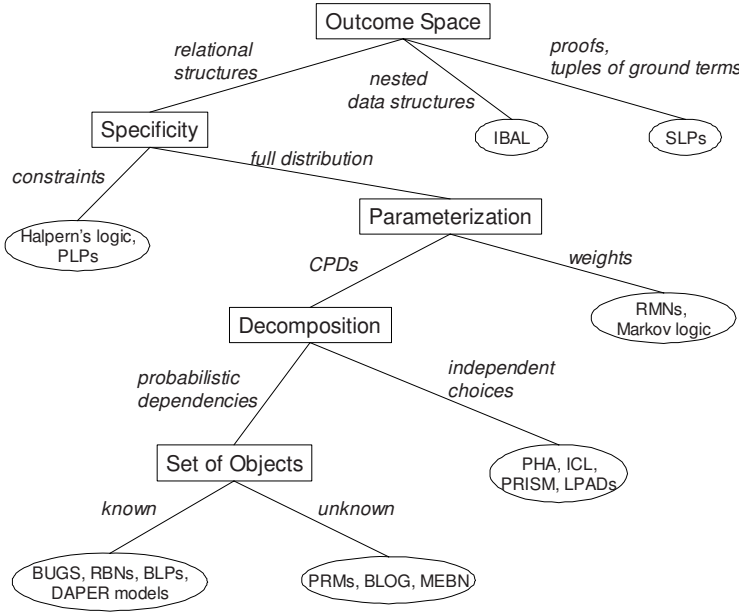 Outcome Space
relational
structures
nested
data structures
proofs,
tuples of ground terms
Specificity
IBAL
SLPs
constraints
full distribution
Halpern's logic,
PLPs
Parameterization
CPDs
weights
Decomposition
RMNs,
Markov logic
probabilistic
dependencies
independent
choices
Set of Objects
PHA, ICL,
PRISM, LPADs
known
unknown
BUGS, RBNs, BLPs,
DAPER models
PRMs, BLOG, MEBN